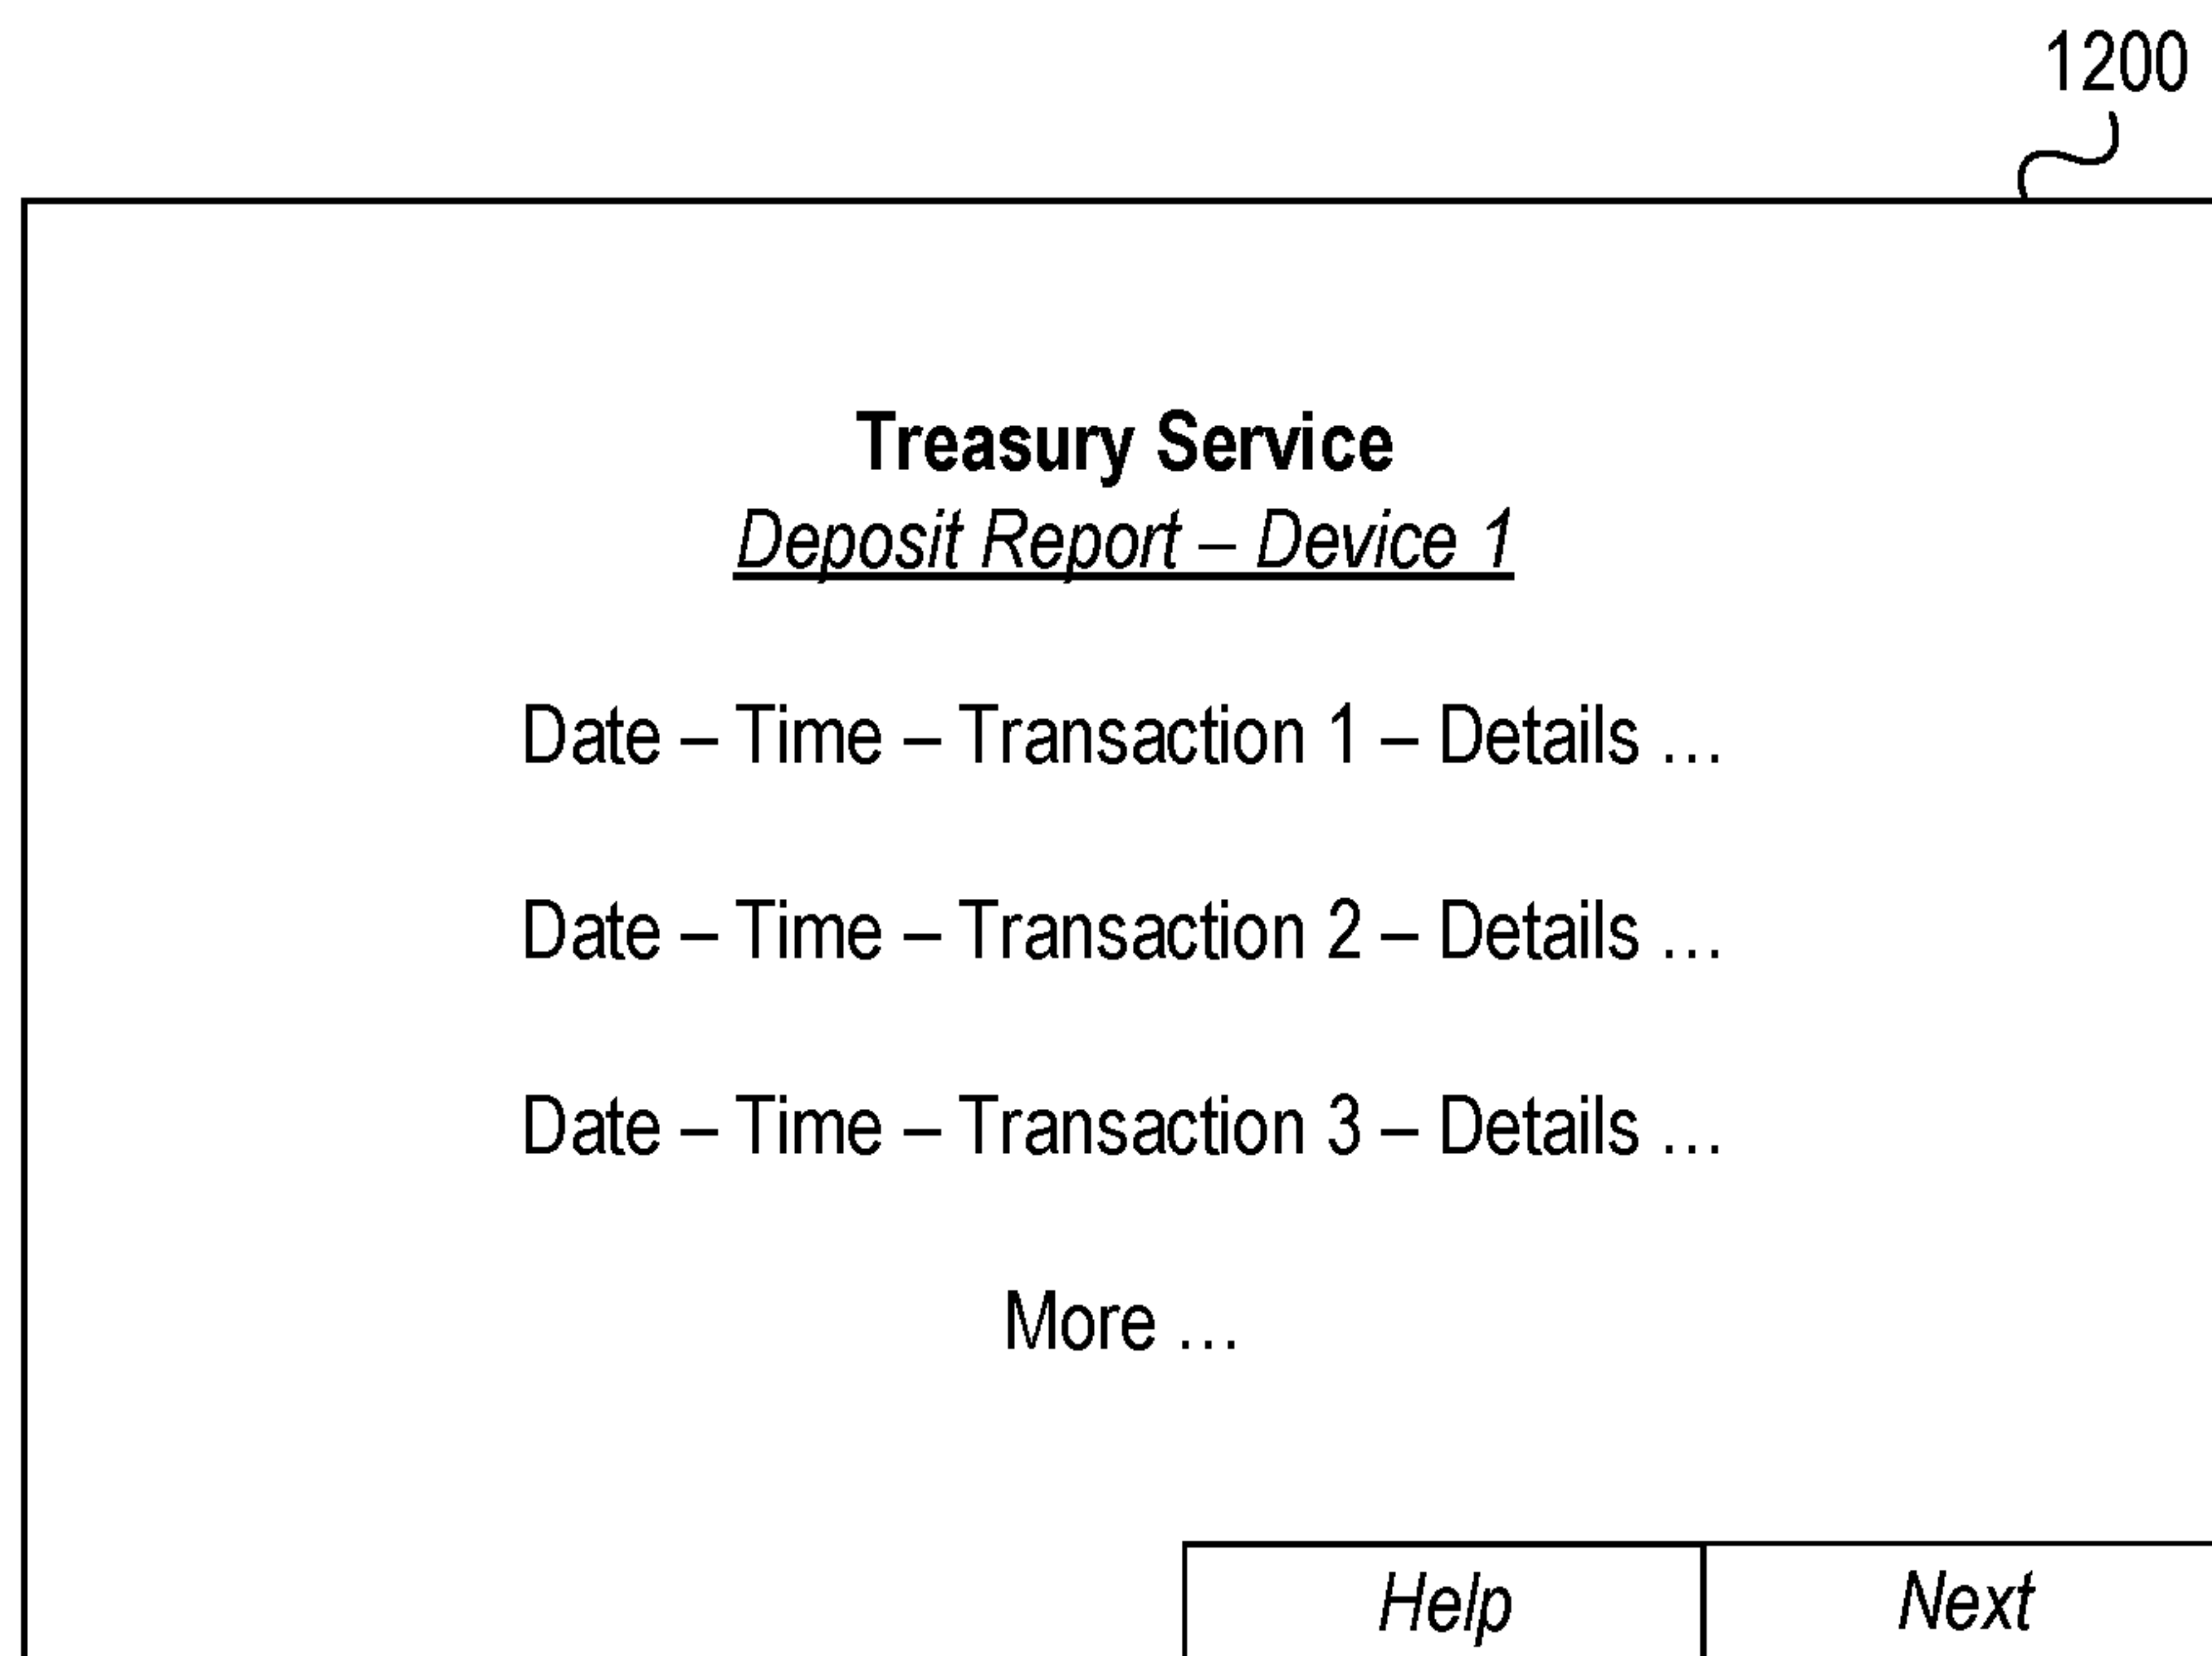 1200
Treasury Service
Deposit Report – Device 1
Date – Time – Transaction 1 – Details ...
Date – Time – Transaction 2 – Details ...
Date – Time – Transaction 3 – Details ...
More ...
Help Next